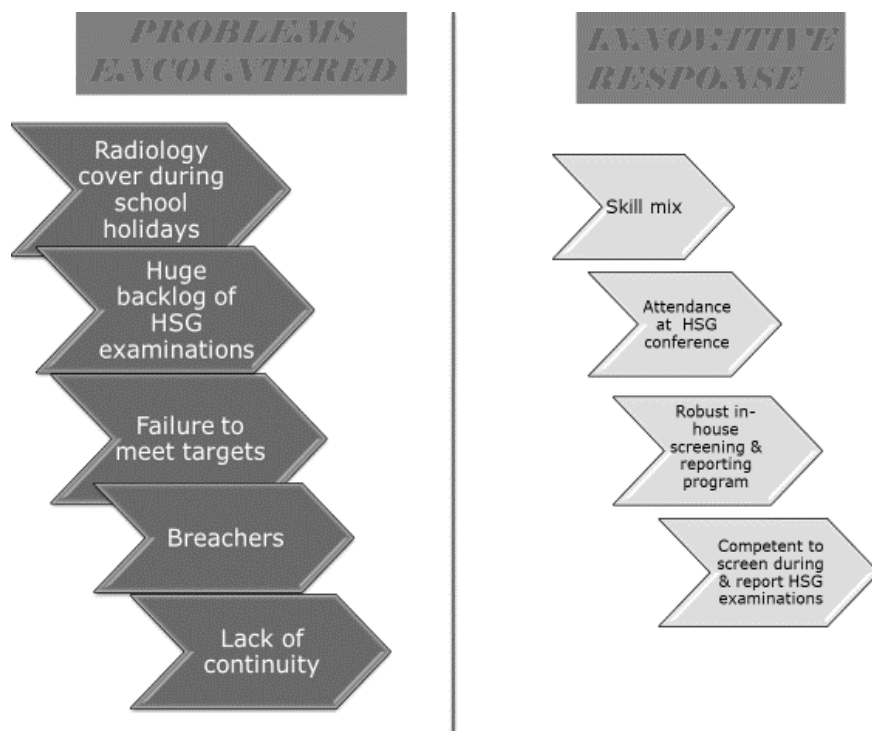 PROBLEMS
ENCOUNTERED
Radiology
cover during
school
holidays
Huge
backlog of
HSG
examinations
Failure to
meet targets
Breachers
Lack of
continuity
INNOVITIVE
RESPONSE
Skill mix
Attendance
at HSG
conference
Robust in-
house
screening &
reporting
program
Competent to
screen during
& report HSG
examinations